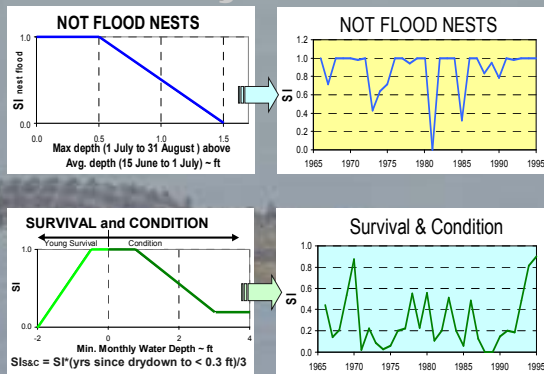 NOT FLOOD NESTS
1.0
0.0
SI nest flood
0.0 0.5 1.0 1.5
Max depth (1 July to 31 August ) above
Avg. depth (15 June to 1 July) ~ ft
NOT FLOOD NESTS
1.2
1.0
0.8
0.6
0.4
0.2
0.0
SI
1965 1970 1975 1980 1985 1990 1995
SURVIVAL and CONDITION
Young Survival Condition
1.0
0.0
SI
-2 0 2 4
Min. Monthly Water Depth ~ ft
SIs&c = SI*(yrs since drydown to < 0.3 ft)/3
Survival & Condition
1.0
0.8
0.6
0.4
0.2
0.0
SI
1965 1970 1975 1980 1985 1990 1995